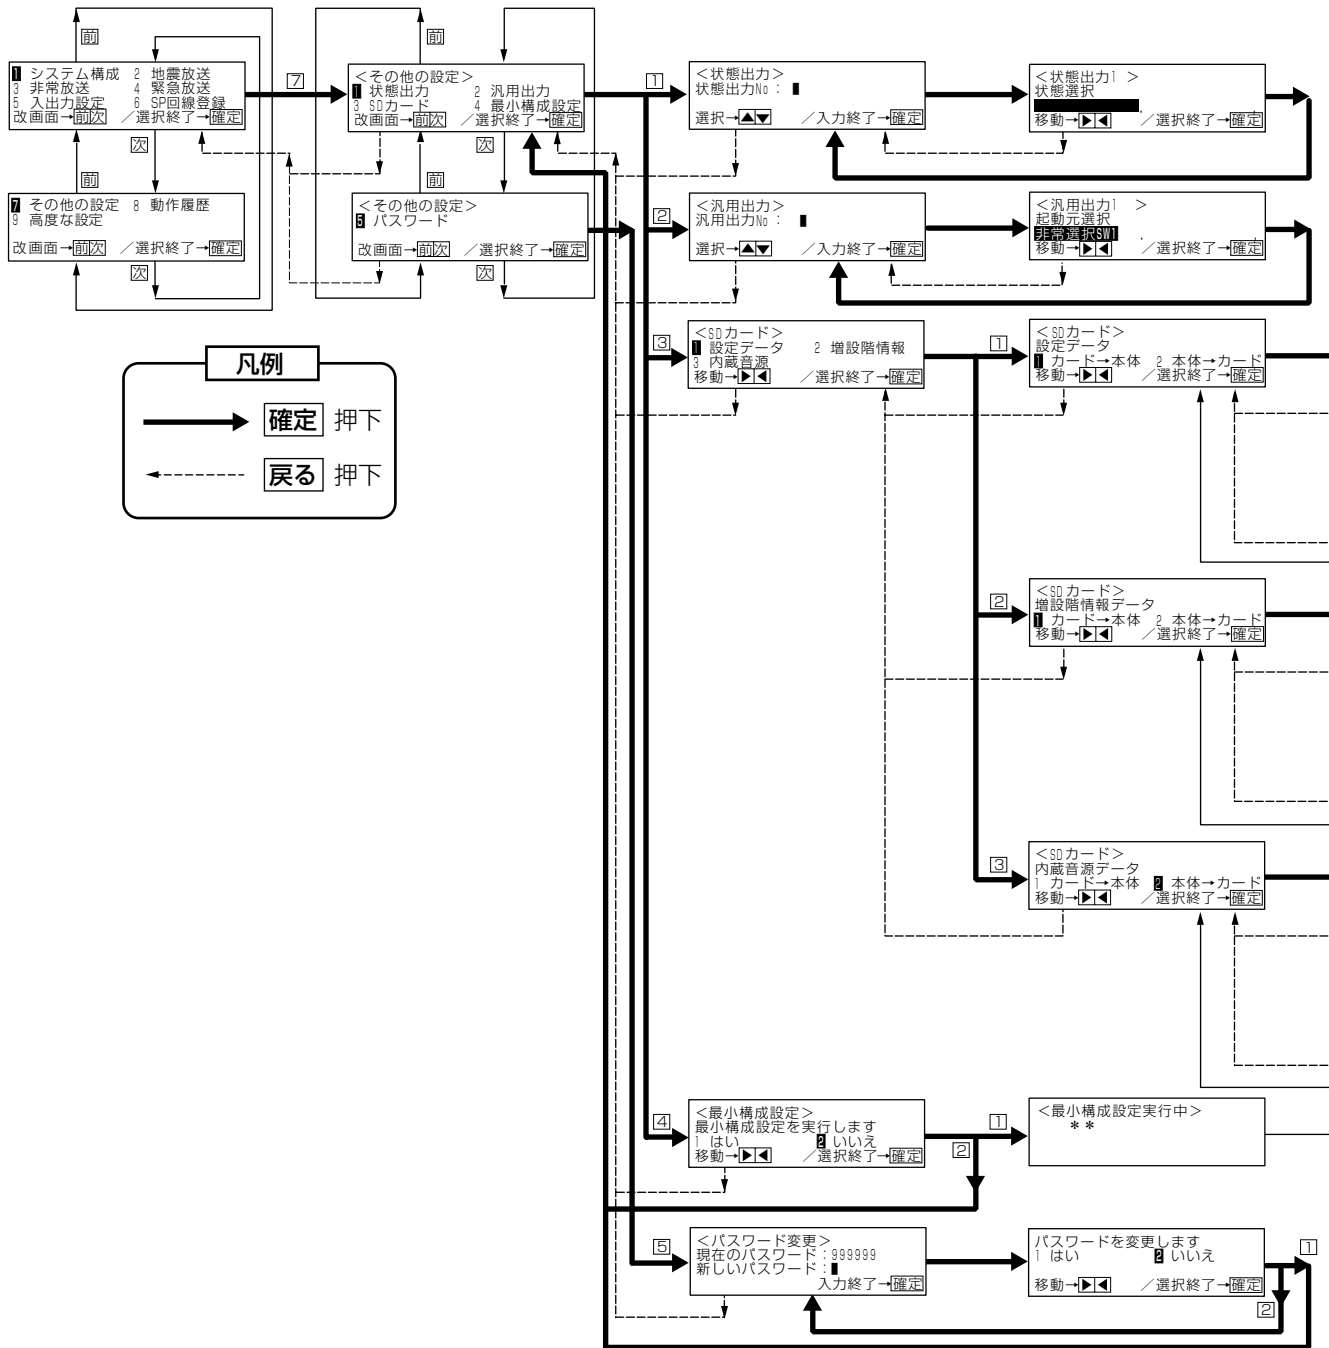 前
1 システム構成 2 地震放送
3 非常放送 4 緊急放送
5 入出力設定 6 SP回線登録
改画面→前次 ／選択終了→確定
前
次
7 その他の設定 8 動作履歴
9 高度な設定
改画面→前次 ／選択終了→確定
次
7
前
＜その他の設定＞
1 状態出力 2 汎用出力
3 SDカード 4 最小構成設定
改画面→前次 ／選択終了→確定
前
次
＜その他の設定＞
5 パスワード
改画面→前次 ／選択終了→確定
次
凡例
確定 押下
戻る 押下
1
＜状態出力＞
状態出力No：
選択→▲▼ ／入力終了→確定
＜状態出力1 ＞
状態選択
移動→▶◀ ／選択終了→確定
2
＜汎用出力＞
汎用出力No：
選択→▲▼ ／入力終了→確定
＜汎用出力1 ＞
起動元選択
非常選択SW1
移動→▶◀ ／選択終了→確定
3
＜SDカード＞
1 設定データ 2 増設階情報
3 内蔵音源
移動→▶◀ ／選択終了→確定
1
＜SDカード＞
設定データ
1 カード→本体 2 本体→カード
移動→▶◀ ／選択終了→確定
2
＜SDカード＞
増設階情報データ
1 カード→本体 2 本体→カード
移動→▶◀ ／選択終了→確定
3
＜SDカード＞
内蔵音源データ
1 カード→本体 2 本体→カード
移動→▶◀ ／選択終了→確定
4
＜最小構成設定＞
最小構成設定を実行します
1 はい 2 いいえ
移動→▶◀ ／選択終了→確定
1
2
＜最小構成設定実行中＞
＊＊
5
＜パスワード変更＞
現在のパスワード：999999
新しいパスワード：
入力終了→確定
パスワードを変更します
1 はい 2 いいえ
移動→▶◀ ／選択終了→確定
1
2